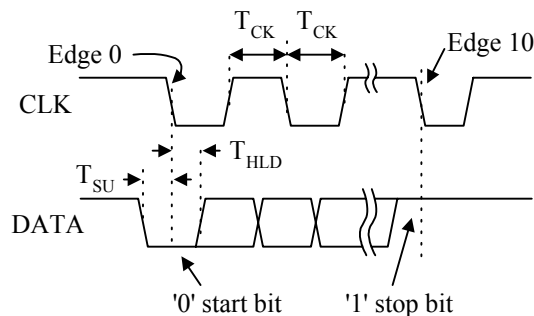 T_CK T_CK
Edge 0
Edge 10
CLK
T_HLD
T_SU
DATA
'0' start bit
'1' stop bit